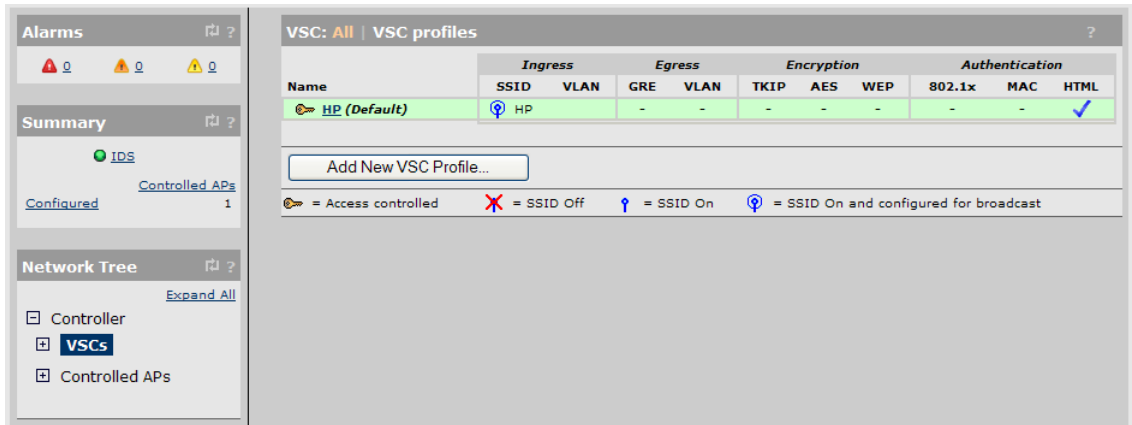 Alarms ?
0 0 0
Summary ?
IDS
Controlled APs
Configured 1
Network Tree ?
Expand All
Controller
VSCs
Controlled APs
VSC: All | VSC profiles ?
Ingress Egress Encryption Authentication
Name SSID VLAN GRE VLAN TKIP AES WEP 802.1x MAC HTML
HP (Default) HP - - - - - - -
Add New VSC Profile...
= Access controlled = SSID Off = SSID On = SSID On and configured for broadcast